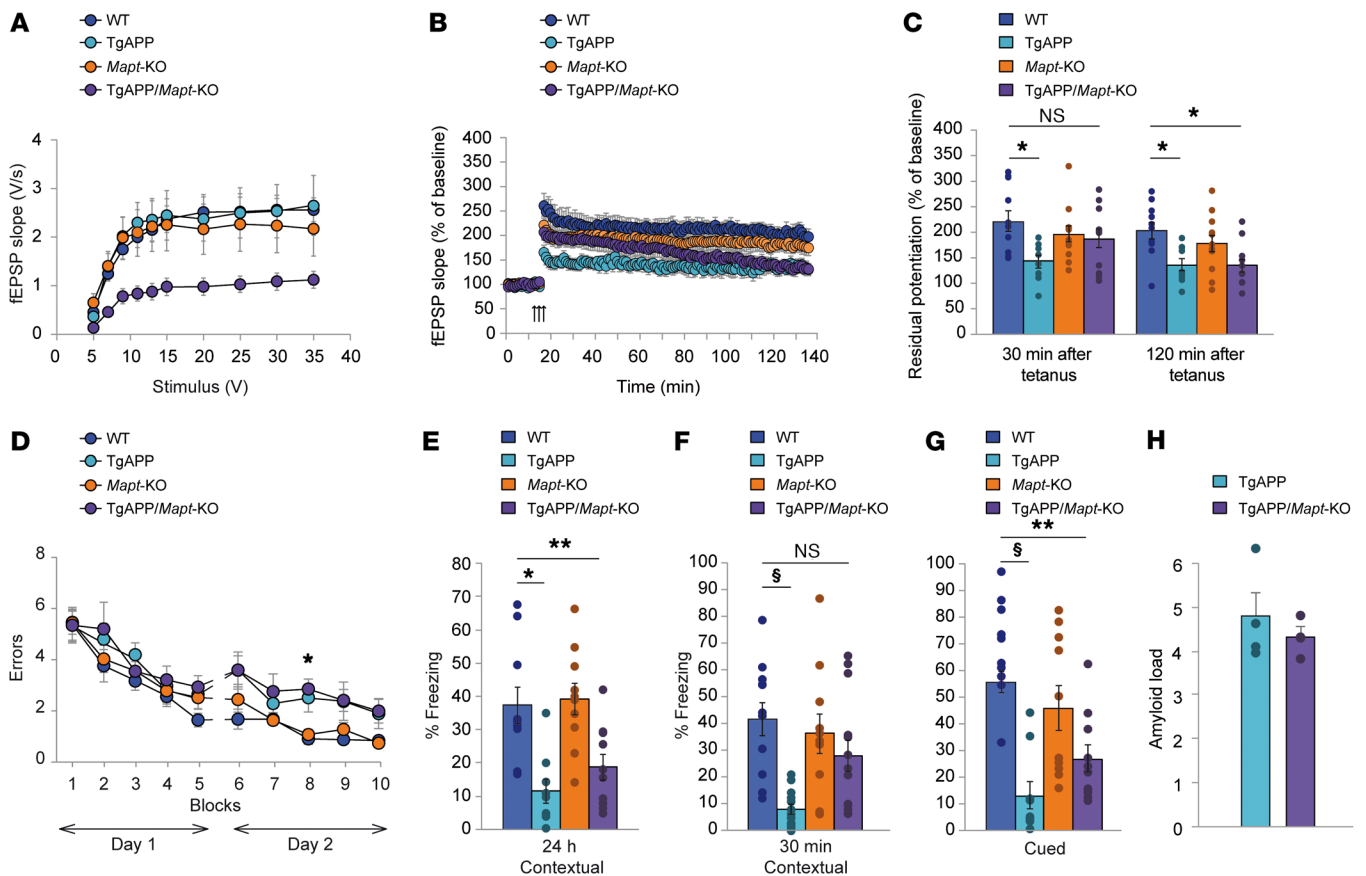 A
WT
TgAPP
Mapt-KO
TgAPP/Mapt-KO
fEPSP slope (V/s)
4
3
2
1
0
0 5 10 15 20 25 30 35 40
Stimulus (V)
B
WT
TgAPP
Mapt-KO
TgAPP/Mapt-KO
fEPSP slope (% of baseline)
400
350
300
250
200
150
100
50
0
0 20 40 60 80 100 120 140
Time (min)
C
WT
TgAPP
Mapt-KO
TgAPP/Mapt-KO
Residual potentiation (% of baseline)
400
350
300
250
200
150
100
50
0
NS
*
*
*
30 min after
tetanus
120 min after
tetanus
D
WT
TgAPP
Mapt-KO
TgAPP/Mapt-KO
Errors
8
6
4
2
0
*
1 2 3 4 5 6 7 8 9 10
Blocks
Day 1
Day 2
E
WT
TgAPP
Mapt-KO
TgAPP/Mapt-KO
% Freezing
80
70
60
50
40
30
20
10
0
**
*
24 h
Contextual
F
WT
TgAPP
Mapt-KO
TgAPP/Mapt-KO
% Freezing
100
90
80
70
60
50
40
30
20
10
0
NS
§
30 min
Contextual
G
WT
TgAPP
Mapt-KO
TgAPP/Mapt-KO
% Freezing
100
90
80
70
60
50
40
30
20
10
0
**
§
Cued
H
TgAPP
TgAPP/Mapt-KO
Amyloid load
6
5
4
2
1
0